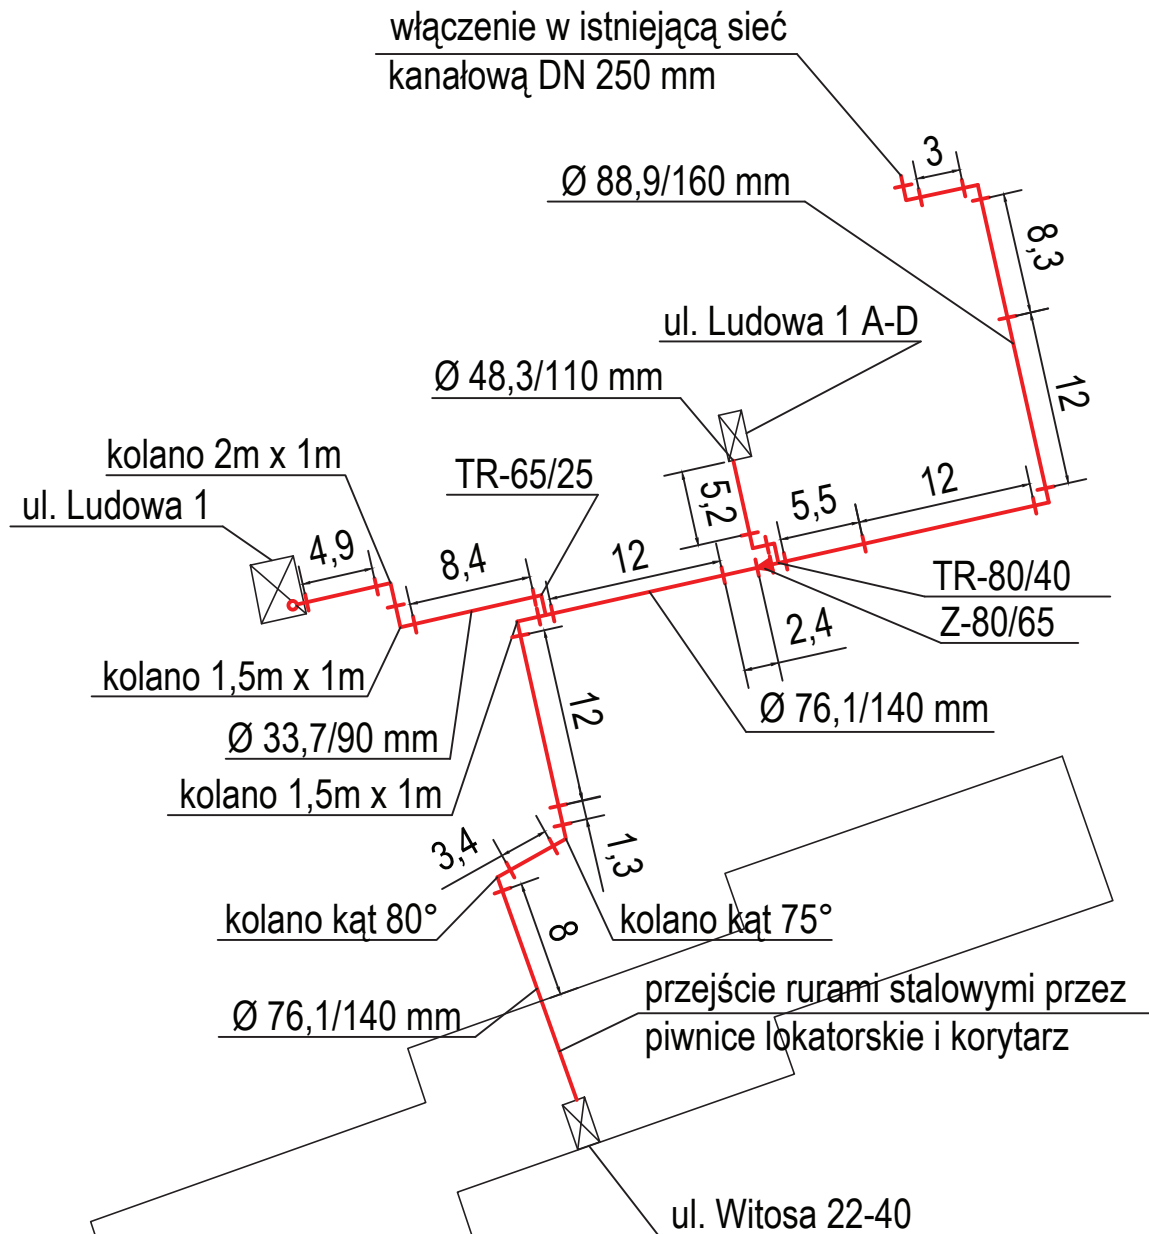 włączenie w istniejącą sieć
kanałową DN 250 mm
3
Ø 88,9/160 mm
8,3
ul. Ludowa 1 A-D
Ø 48,3/110 mm
12
kolano 2m x 1m
TR-65/25
ul. Ludowa 1
5,2
5,5
12
4,9
8,4
12
TR-80/40
Z-80/65
2,4
kolano 1,5m x 1m
Ø 76,1/140 mm
12
Ø 33,7/90 mm
kolano 1,5m x 1m
3,4
1,3
kolano kąt 80°
8
kolano kąt 75°
Ø 76,1/140 mm
przejście rurami stalowymi przez
piwnice lokatorskie i korytarz
ul. Witosa 22-40